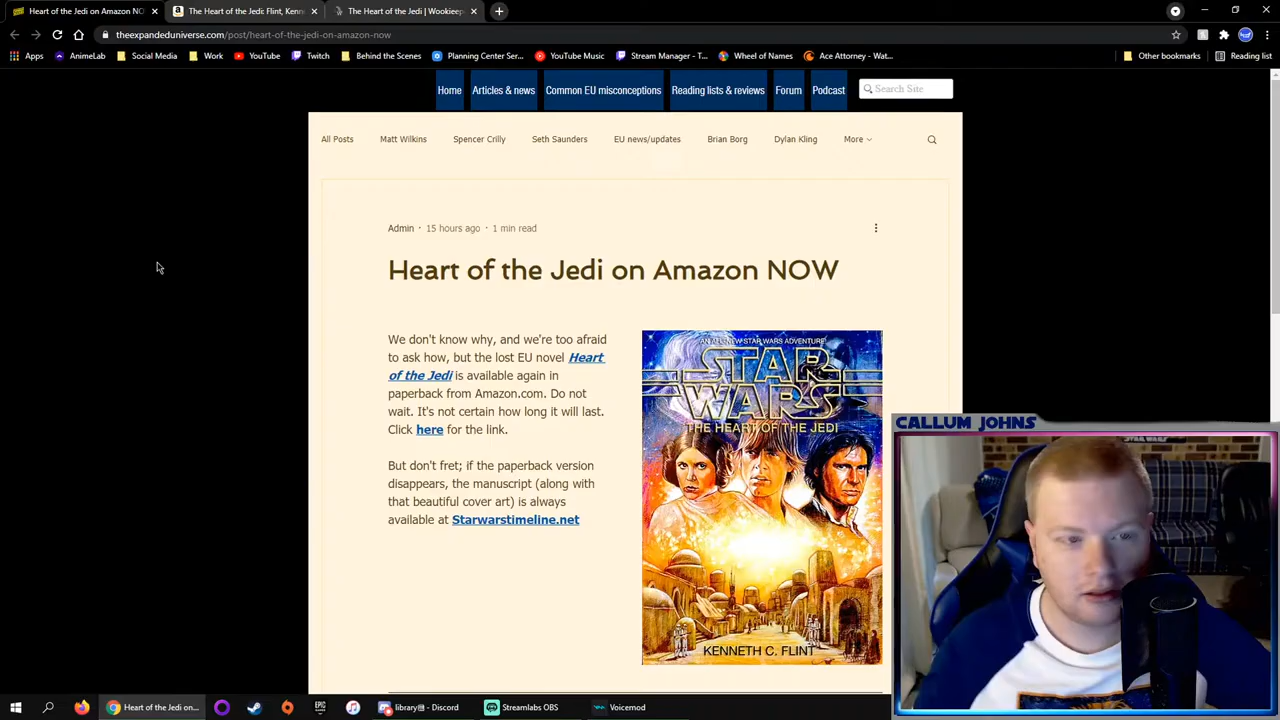 Heart of the Jedi on Amazon NO
The Heart of the Jedi: Flint, Kenn
The Heart of the Jedi | Wookieep
theexpandeduniverse.com/post/heart-of-the-jedi-on-amazon-now
Apps
AnimeLab
Social Media
Work
YouTube
Twitch
Behind the Scenes
Planning Center Ser...
YouTube Music
Stream Manager - T...
Wheel of Names
Ace Attorney - Wat...
Other bookmarks
Reading list
Home
Articles & news
Common EU misconceptions
Reading lists & reviews
Forum
Podcast
Search Site
All Posts
Matt Wilkins
Spencer Crilly
Seth Saunders
EU news/updates
Brian Borg
Dylan Kling
More
Admin · 15 hours ago · 1 min read
Heart of the Jedi on Amazon NOW
We don't know why, and we're too afraid
to ask how, but the lost EU novel Heart
of the Jedi is available again in
paperback from Amazon.com. Do not
wait. It's not certain how long it will last.
Click here for the link.
But don't fret; if the paperback version
disappears, the manuscript (along with
that beautiful cover art) is always
available at Starwarstimeline.net
AN ALL-NEW STAR WARS ADVENTURE!
STAR
WARS
THE HEART OF THE JEDI
KENNETH C. FLINT
CALLUM JOHNS
STAR WARS
Heart of the Jedi on...
EPIC
library - Discord
Streamlabs OBS
Voicemod